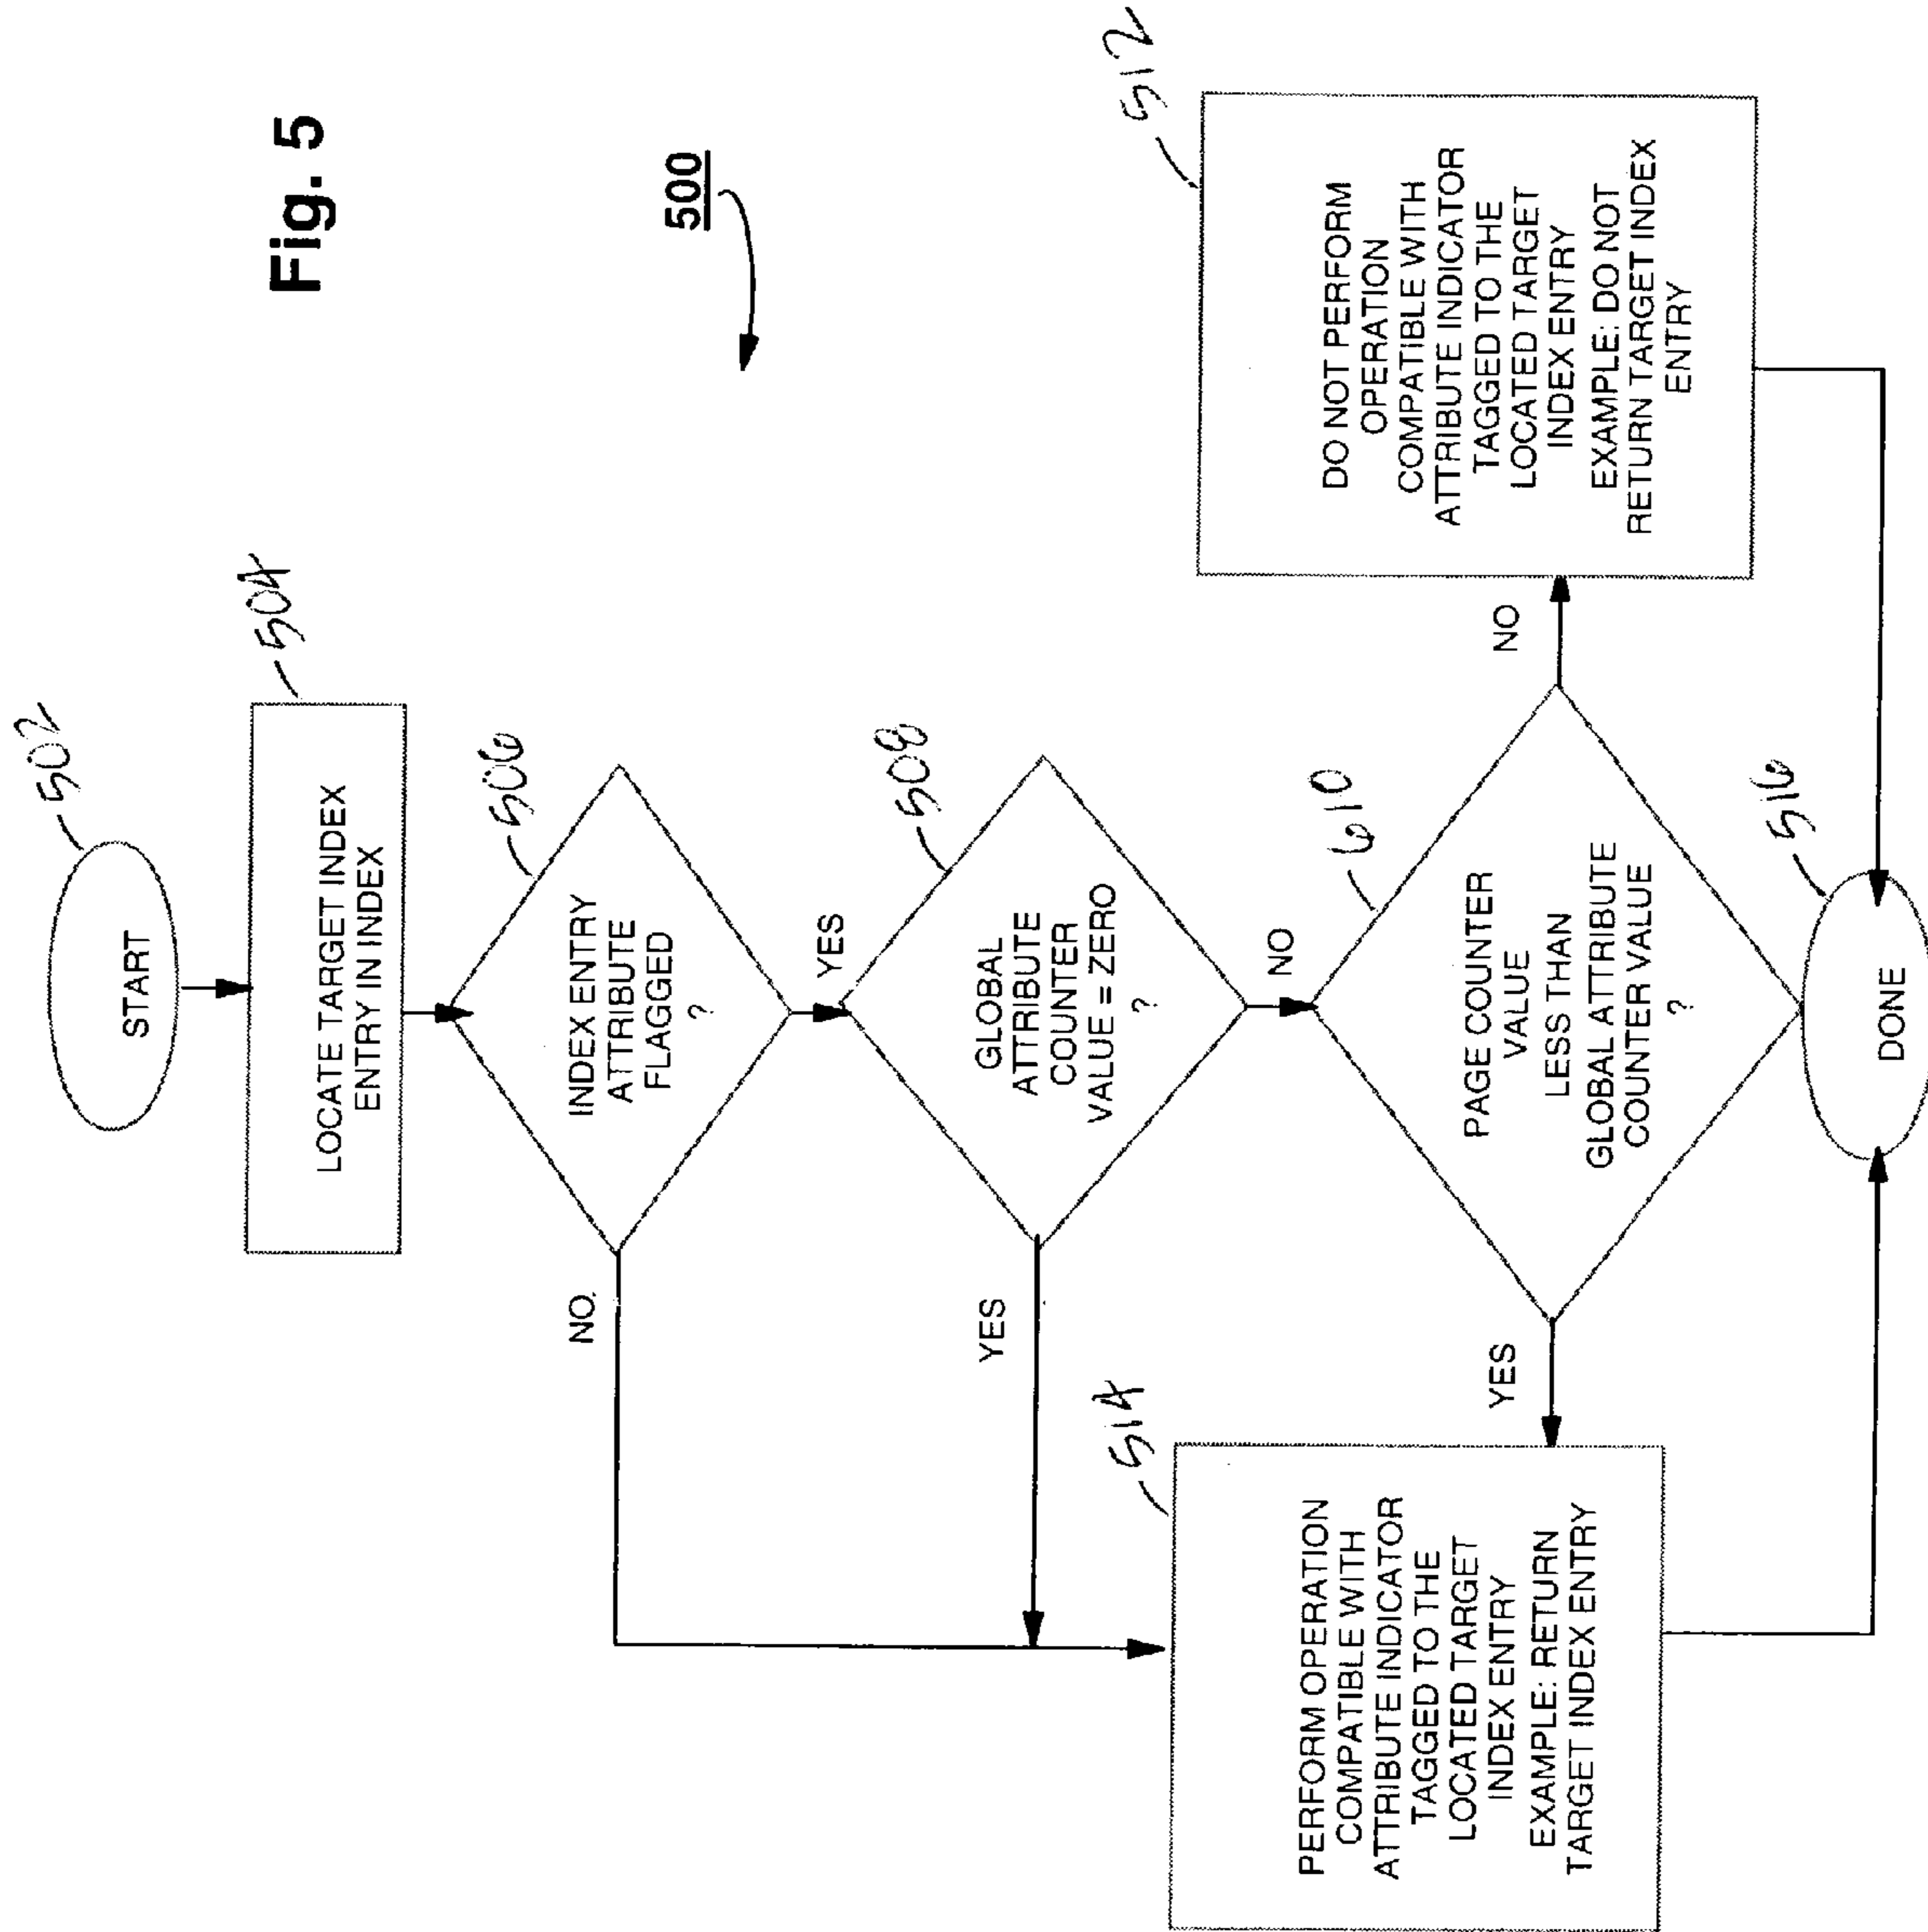 Fig. 5
500
502
START
504
LOCATE TARGET INDEX
ENTRY IN INDEX
506
INDEX ENTRY
ATTRIBUTE
FLAGGED
?
NO.
YES
508
GLOBAL
ATTRIBUTE
COUNTER
VALUE = ZERO
?
YES
NO
610
PAGE COUNTER
VALUE
LESS THAN
GLOBAL ATTRIBUTE
COUNTER VALUE
?
YES
NO
514
PERFORM OPERATION
COMPATIBLE WITH
ATTRIBUTE INDICATOR
TAGGED TO THE
LOCATED TARGET
INDEX ENTRY
EXAMPLE: RETURN
TARGET INDEX ENTRY
512
DO NOT PERFORM
OPERATION
COMPATIBLE WITH
ATTRIBUTE INDICATOR
TAGGED TO THE
LOCATED TARGET
INDEX ENTRY
EXAMPLE: DO NOT
RETURN TARGET INDEX
ENTRY
516
DONE